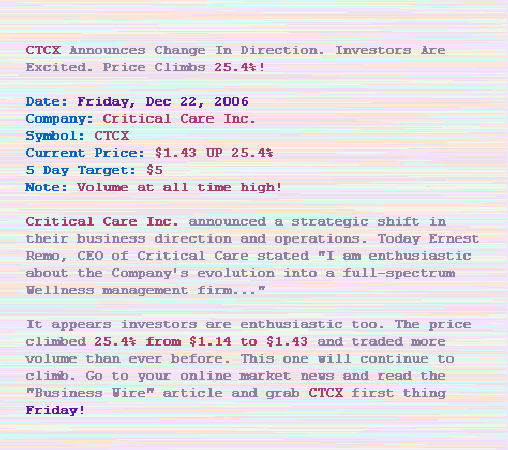 CTCX Announces Change In Direction. Investors Are
Excited. Price Climbs 25.4%!
Date: Friday, Dec 22, 2006
Company: Critical Care Inc.
Symbol: CTCX
Current Price: $1.43 UP 25.4%
5 Day Target: $5
Note: Volume at all time high!
Critical Care Inc. announced a strategic shift in
their business direction and operations. Today Ernest
Remo, CEO of Critical Care stated "I am enthusiastic
about the Company's evolution into a full-spectrum
Wellness management firm..."
It appears investors are enthusiastic too. The price
climbed 25.4% from $1.14 to $1.43 and traded more
volume than ever before. This one will continue to
climb. Go to your online market news and read the
"Business Wire" article and grab CTCX first thing
Friday!